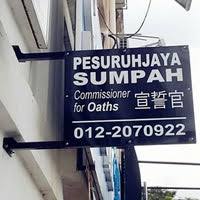 PESURUHJAYA
SUMPAH
Commissioner
for Oaths 宣誓官
012-2070922